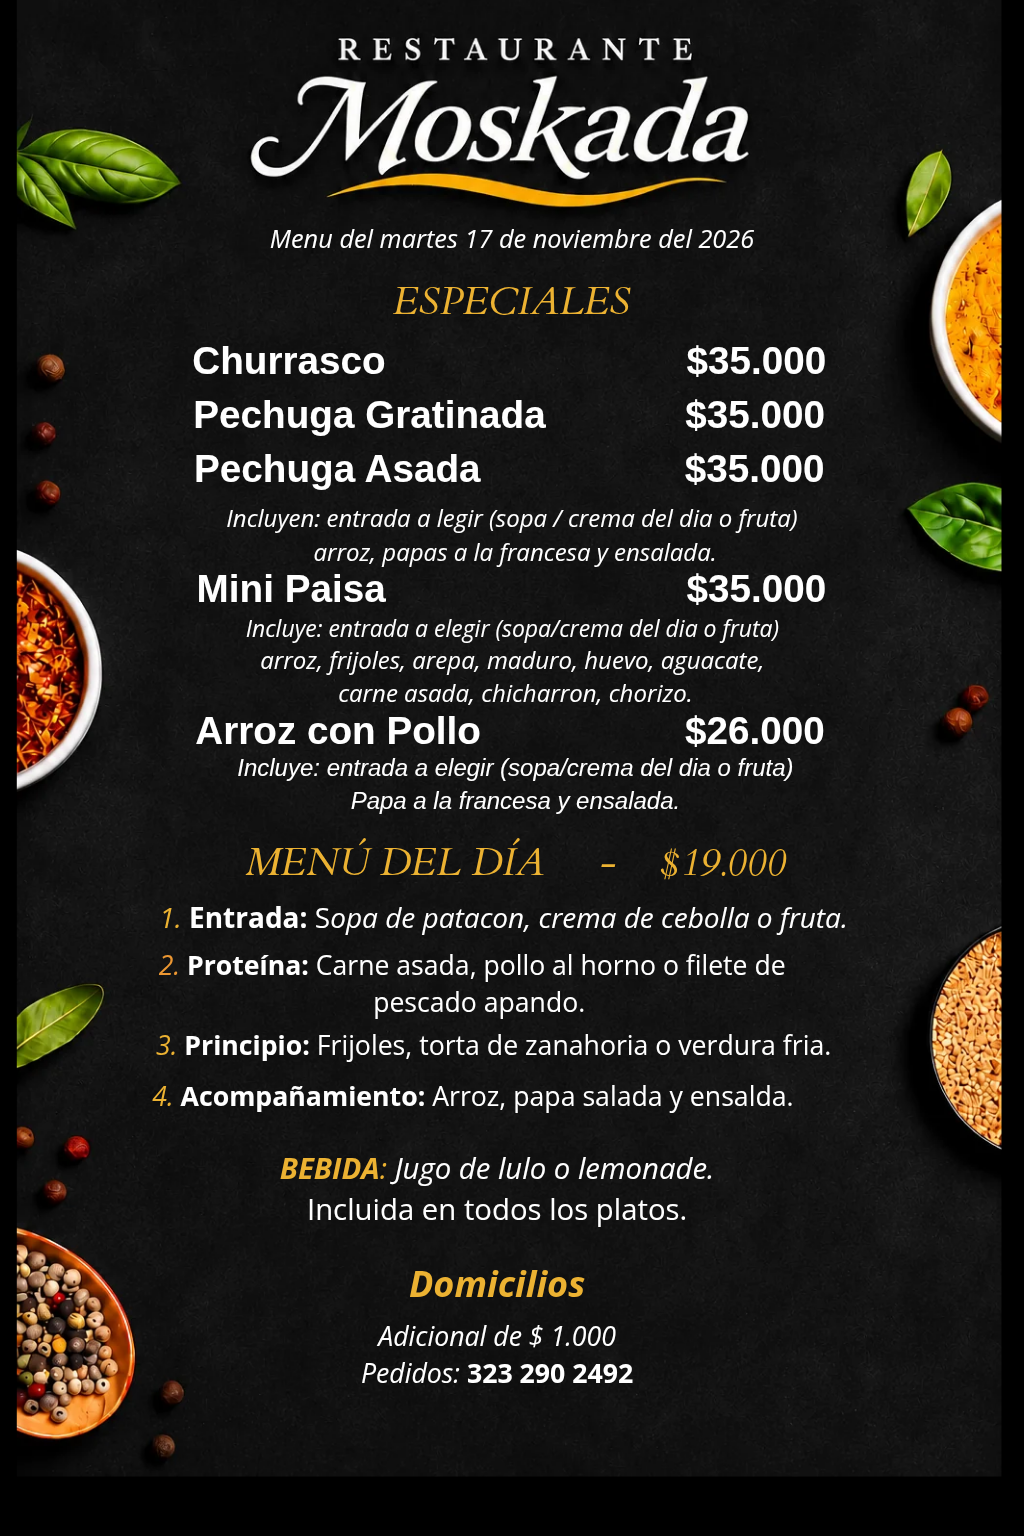 RESTAURANTE
Moskada
Menu del martes 17 de noviembre del 2026
ESPECIALES
Churrasco $35.000
Pechuga Gratinada $35.000
Pechuga Asada $35.000
Incluyen: entrada a legir (sopa / crema del dia o fruta)
arroz, papas a la francesa y ensalada.
Mini Paisa $35.000
Incluye: entrada a elegir (sopa/crema del dia o fruta)
arroz, frijoles, arepa, maduro, huevo, aguacate,
carne asada, chicharron, chorizo.
Arroz con Pollo $26.000
Incluye: entrada a elegir (sopa/crema del dia o fruta)
Papa a la francesa y ensalada.
MENÚ DEL DÍA - $19.000
1. Entrada: Sopa de patacon, crema de cebolla o fruta.
2. Proteína: Carne asada, pollo al horno o filete de
pescado apando.
3. Principio: Frijoles, torta de zanahoria o verdura fria.
4. Acompañamiento: Arroz, papa salada y ensalda.
BEBIDA: Jugo de lulo o lemonade.
Incluida en todos los platos.
Domicilios
Adicional de $ 1.000
Pedidos: 323 290 2492